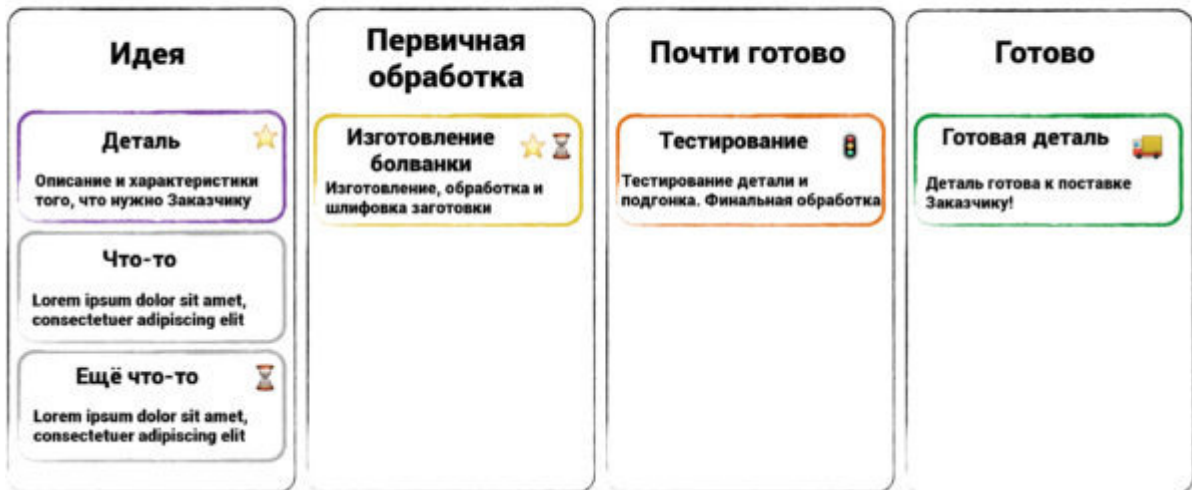 Идея
Деталь
Описание и характеристики
того, что нужно Заказчику
Что-то
Lorem ipsum dolor sit amet,
consectetuer adipiscing elit
Ещё что-то
Lorem ipsum dolor sit amet,
consectetuer adipiscing elit
Первичная
обработка
Изготовление
болванки
Изготовление, обработка и
шлифовка заготовки
Почти готово
Тестирование
Тестирование детали и
подгонка. Финальная обработка
Готово
Готовая деталь
Деталь готова к поставке
Заказчику!